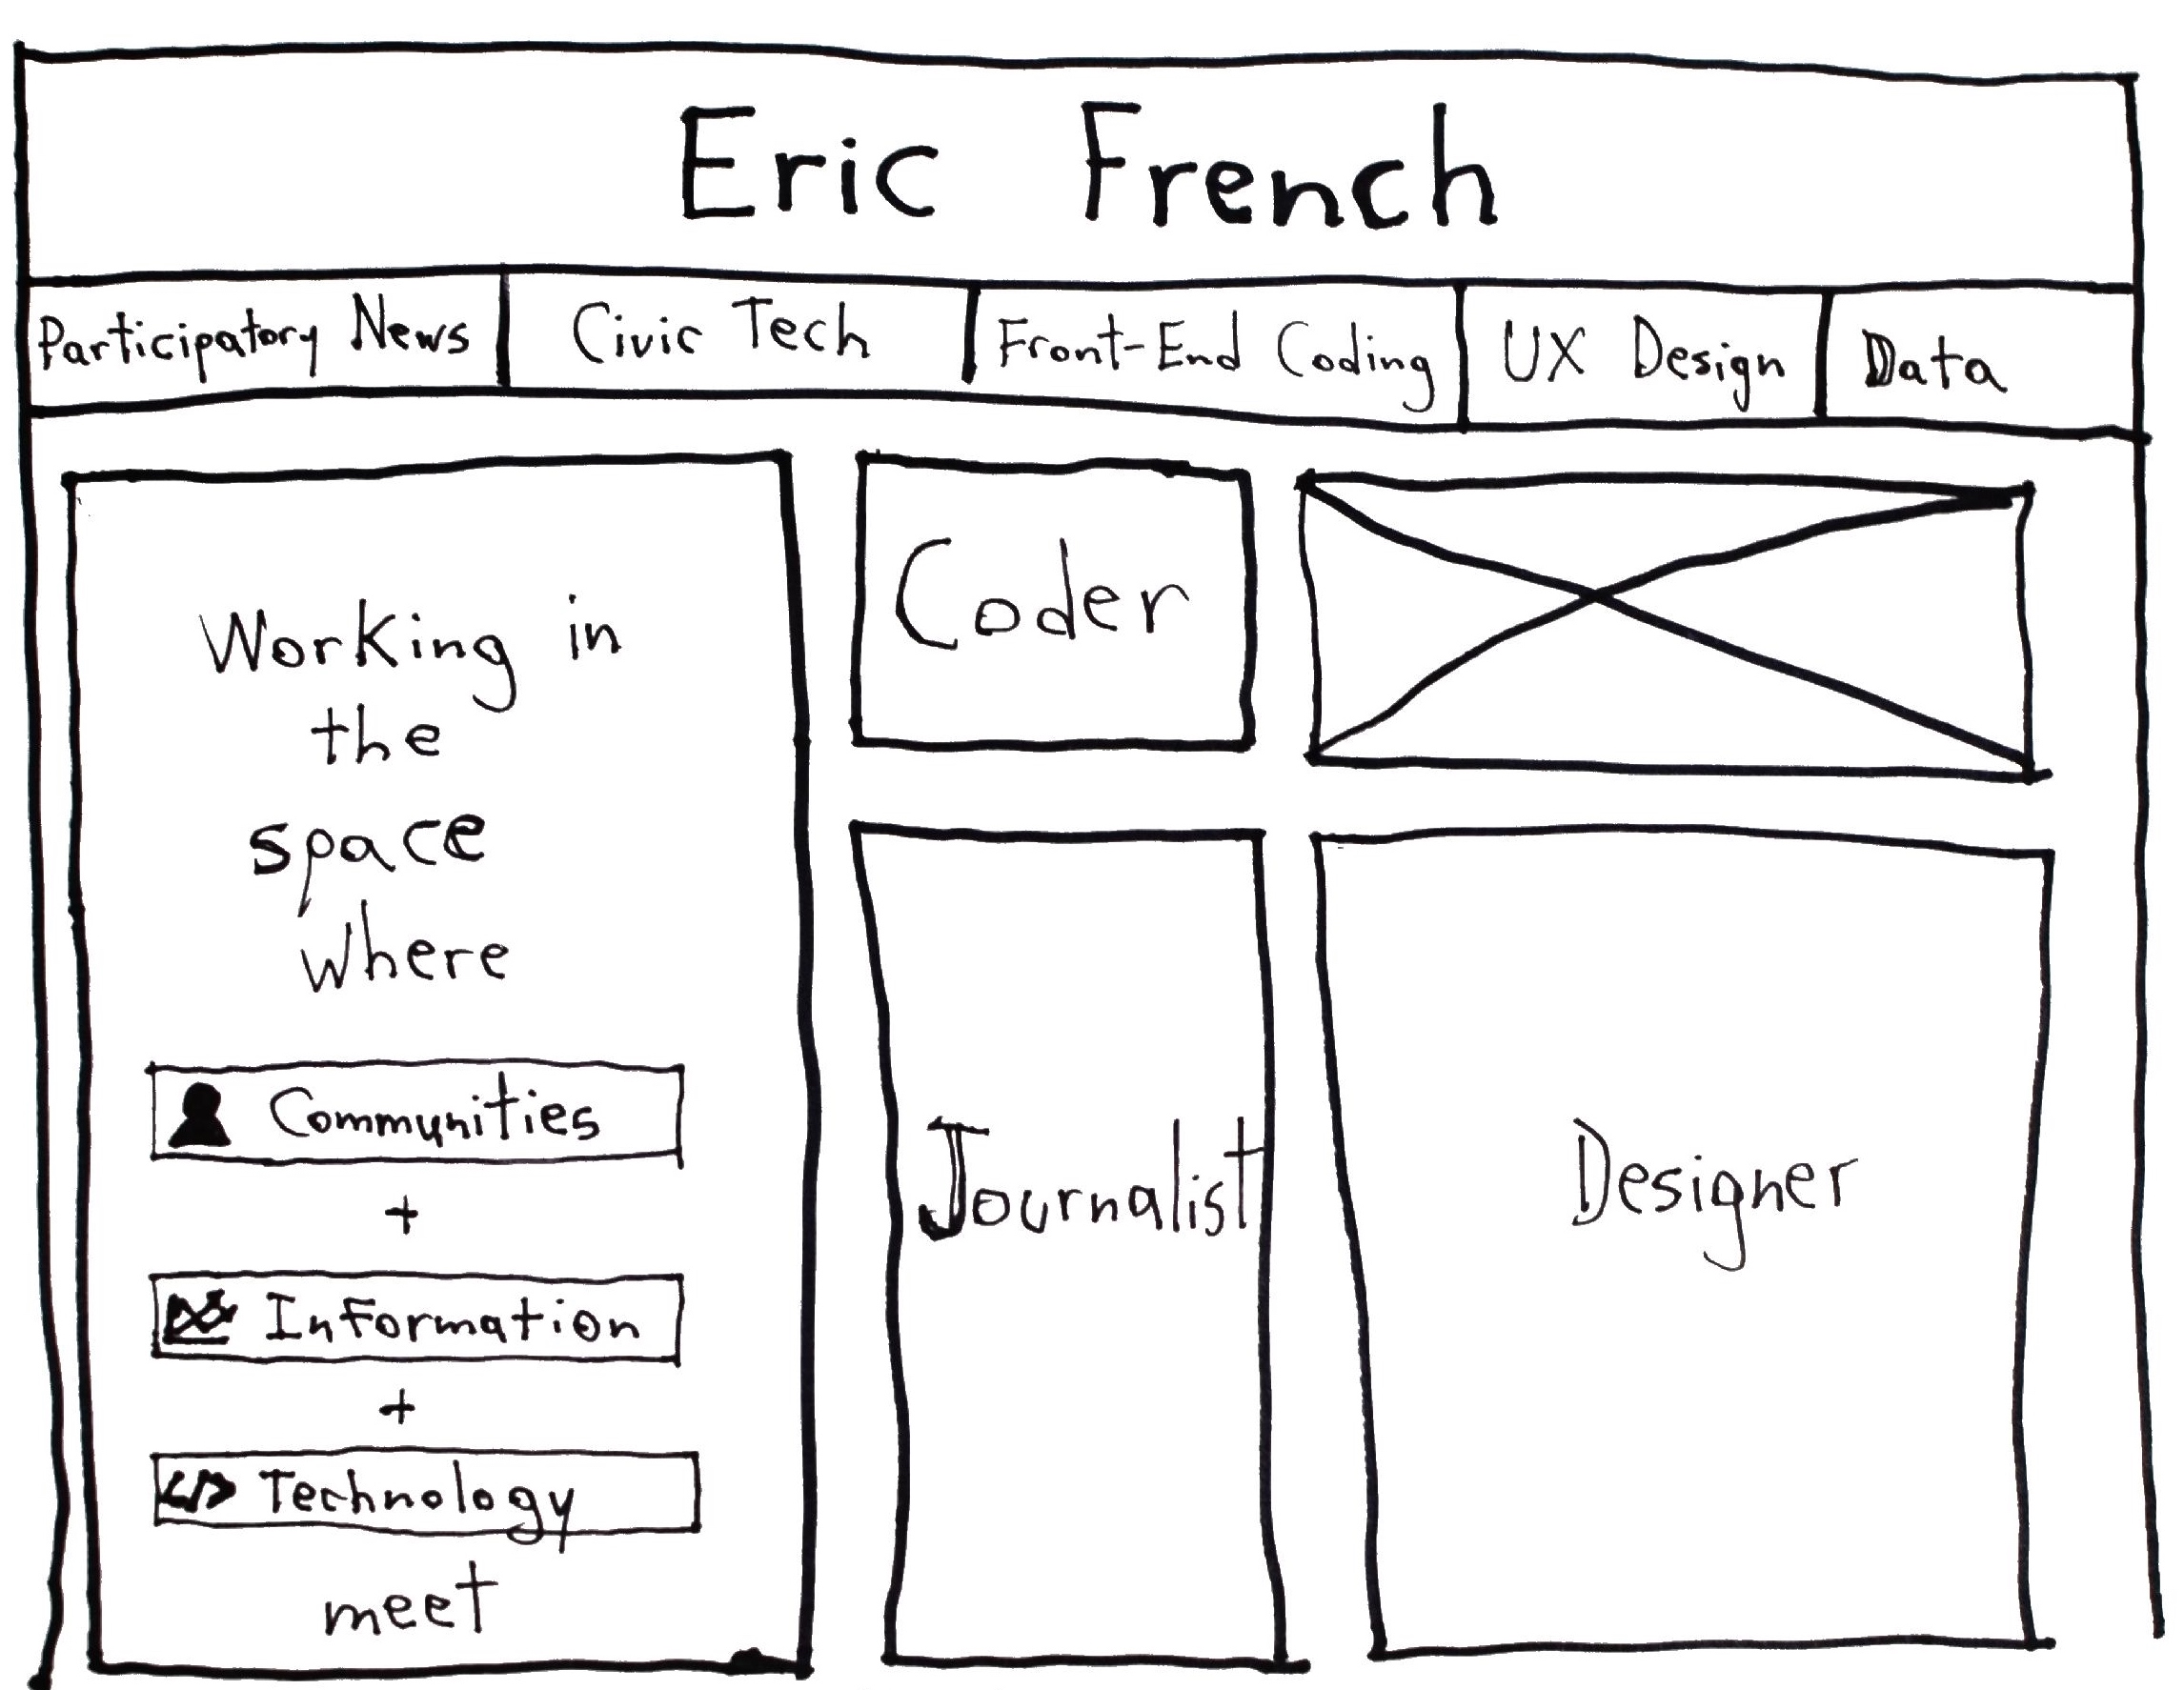 Eric French
Participatory News
Civic Tech
Front-End Coding
UX Design
Data
Working in
the
space
where
Communities
+
Information
+
</> Technology
meet
Coder
Journalist
Designer